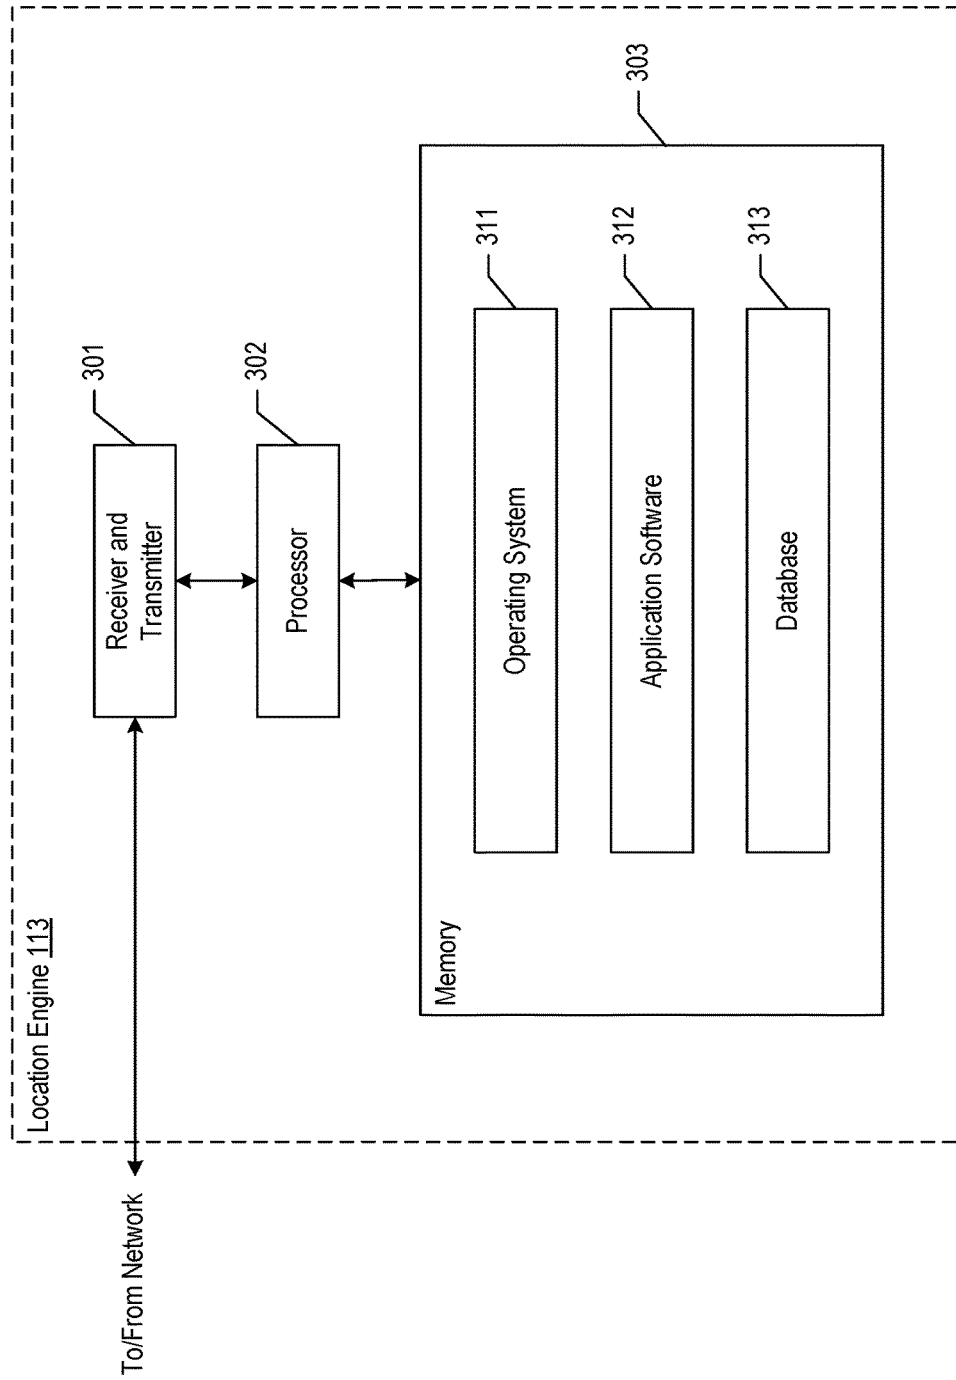 Location Engine 113
To/From Network
Receiver and
Transmitter
301
Processor
302
Memory
303
Operating System
311
Application Software
312
Database
313